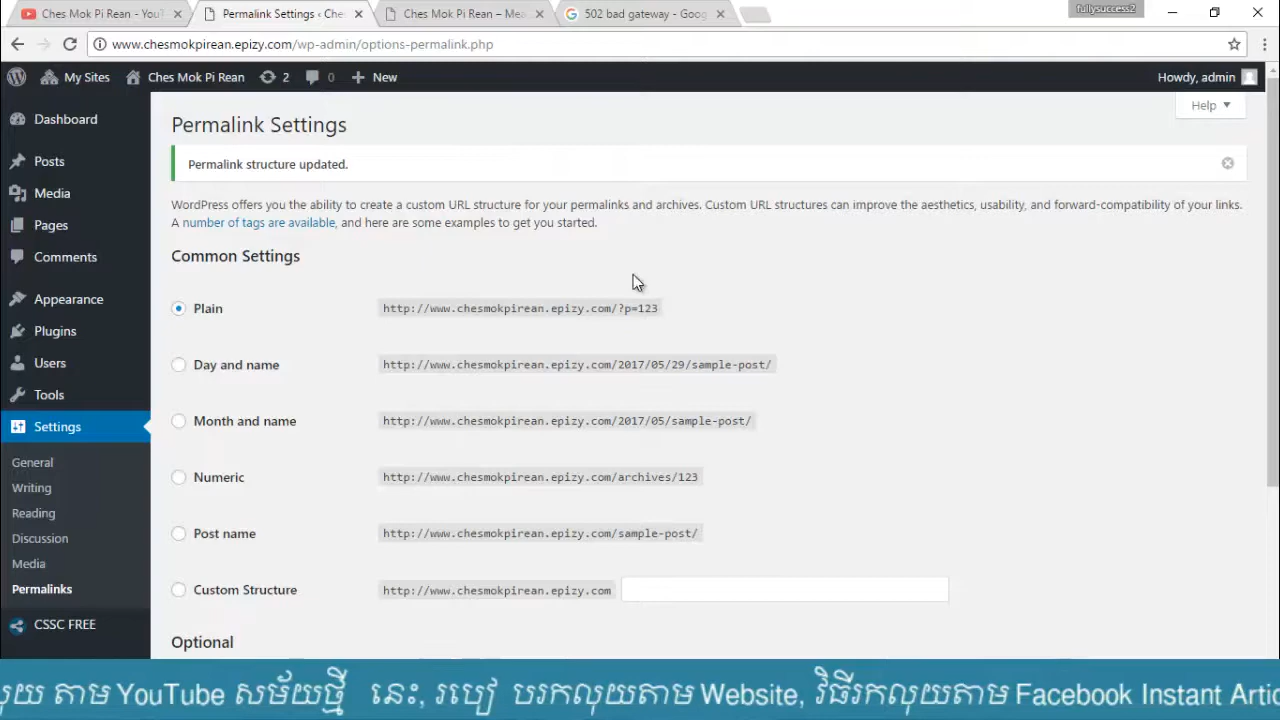 Ches Mok Pi Rean - YouT
Permalink Settings ‹ Che
Ches Mok Pi Rean – Mea
502 bad gateway - Goog
fullysuccess2
www.chesmokpirean.epizy.com/wp-admin/options-permalink.php
My Sites
Ches Mok Pi Rean
2
0
New
Howdy, admin
Help
Dashboard
Posts
Media
Pages
Comments
Appearance
Plugins
Users
Tools
Settings
General
Writing
Reading
Discussion
Media
Permalinks
CSSC FREE
Permalink Settings
Permalink structure updated.
WordPress offers you the ability to create a custom URL structure for your permalinks and archives. Custom URL structures can improve the aesthetics, usability, and forward-compatibility of your links.
A number of tags are available, and here are some examples to get you started.
Common Settings
Plain http://www.chesmokpirean.epizy.com/?p=123
Day and name http://www.chesmokpirean.epizy.com/2017/05/29/sample-post/
Month and name http://www.chesmokpirean.epizy.com/2017/05/sample-post/
Numeric http://www.chesmokpirean.epizy.com/archives/123
Post name http://www.chesmokpirean.epizy.com/sample-post/
Custom Structure http://www.chesmokpirean.epizy.com
Optional
លុយ តាម YouTube សម័យថ្មី នេះ, របៀប បរកលុយតាម Website, វិធីរកលុយតាម Facebook Instant Artic